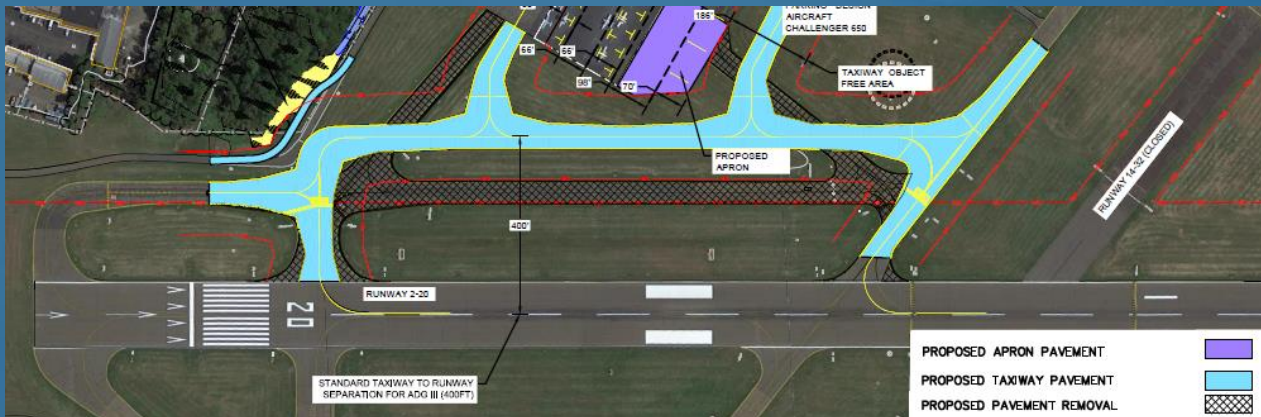 PARKING DESIGN
AIRCRAFT
CHALLENGER 650
186'
66'
66'
98'
70'
TAXIWAY OBJECT
FREE AREA
PROPOSED
APRON
RUNWAY 14-32 (CLOSED)
400'
RUNWAY 2-20
20
STANDARD TAXIWAY TO RUNWAY
SEPARATION FOR ADG III (400FT)
PROPOSED APRON PAVEMENT
PROPOSED TAXIWAY PAVEMENT
PROPOSED PAVEMENT REMOVAL